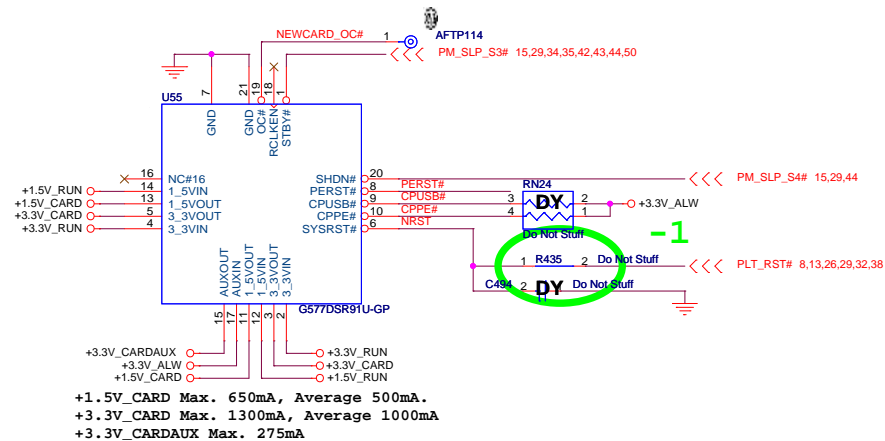 NEWCARD_OC# 1 AFTP114
PM_SLP_S3# 15,29,34,35,42,43,44,50
U55
7 21 19 18 1
GND GND OC# RCLKEN STBY#
16 NC#16 SHDN# 20 PM_SLP_S4# 15,29,44
+1.5V_RUN 14 1_5VIN PERST# 8 PERST# RN24
+1.5V_CARD 13 1_5VOUT CPUSB# 9 CPUSB# 3 DY 2 +3.3V_ALW
+3.3V_CARD 5 3_3VOUT CPPE# 10 CPPE# 4 1
+3.3V_RUN 4 3_3VIN SYSRST# 6 NRST Do Not Stuff
-1
1 R435 2 Do Not Stuff PLT_RST# 8,13,26,29,32,38
C494 2 DY 1 Do Not Stuff
AUXOUT AUXIN 1_5VOUT 1_5VIN 3_3VOUT 3_3VIN
G577DSR91U-GP
15 17 11 12 3 2
+3.3V_CARDAUX +3.3V_RUN
+3.3V_ALW +3.3V_CARD
+1.5V_CARD +1.5V_RUN
+1.5V_CARD Max. 650mA, Average 500mA.
+3.3V_CARD Max. 1300mA, Average 1000mA
+3.3V_CARDAUX Max. 275mA